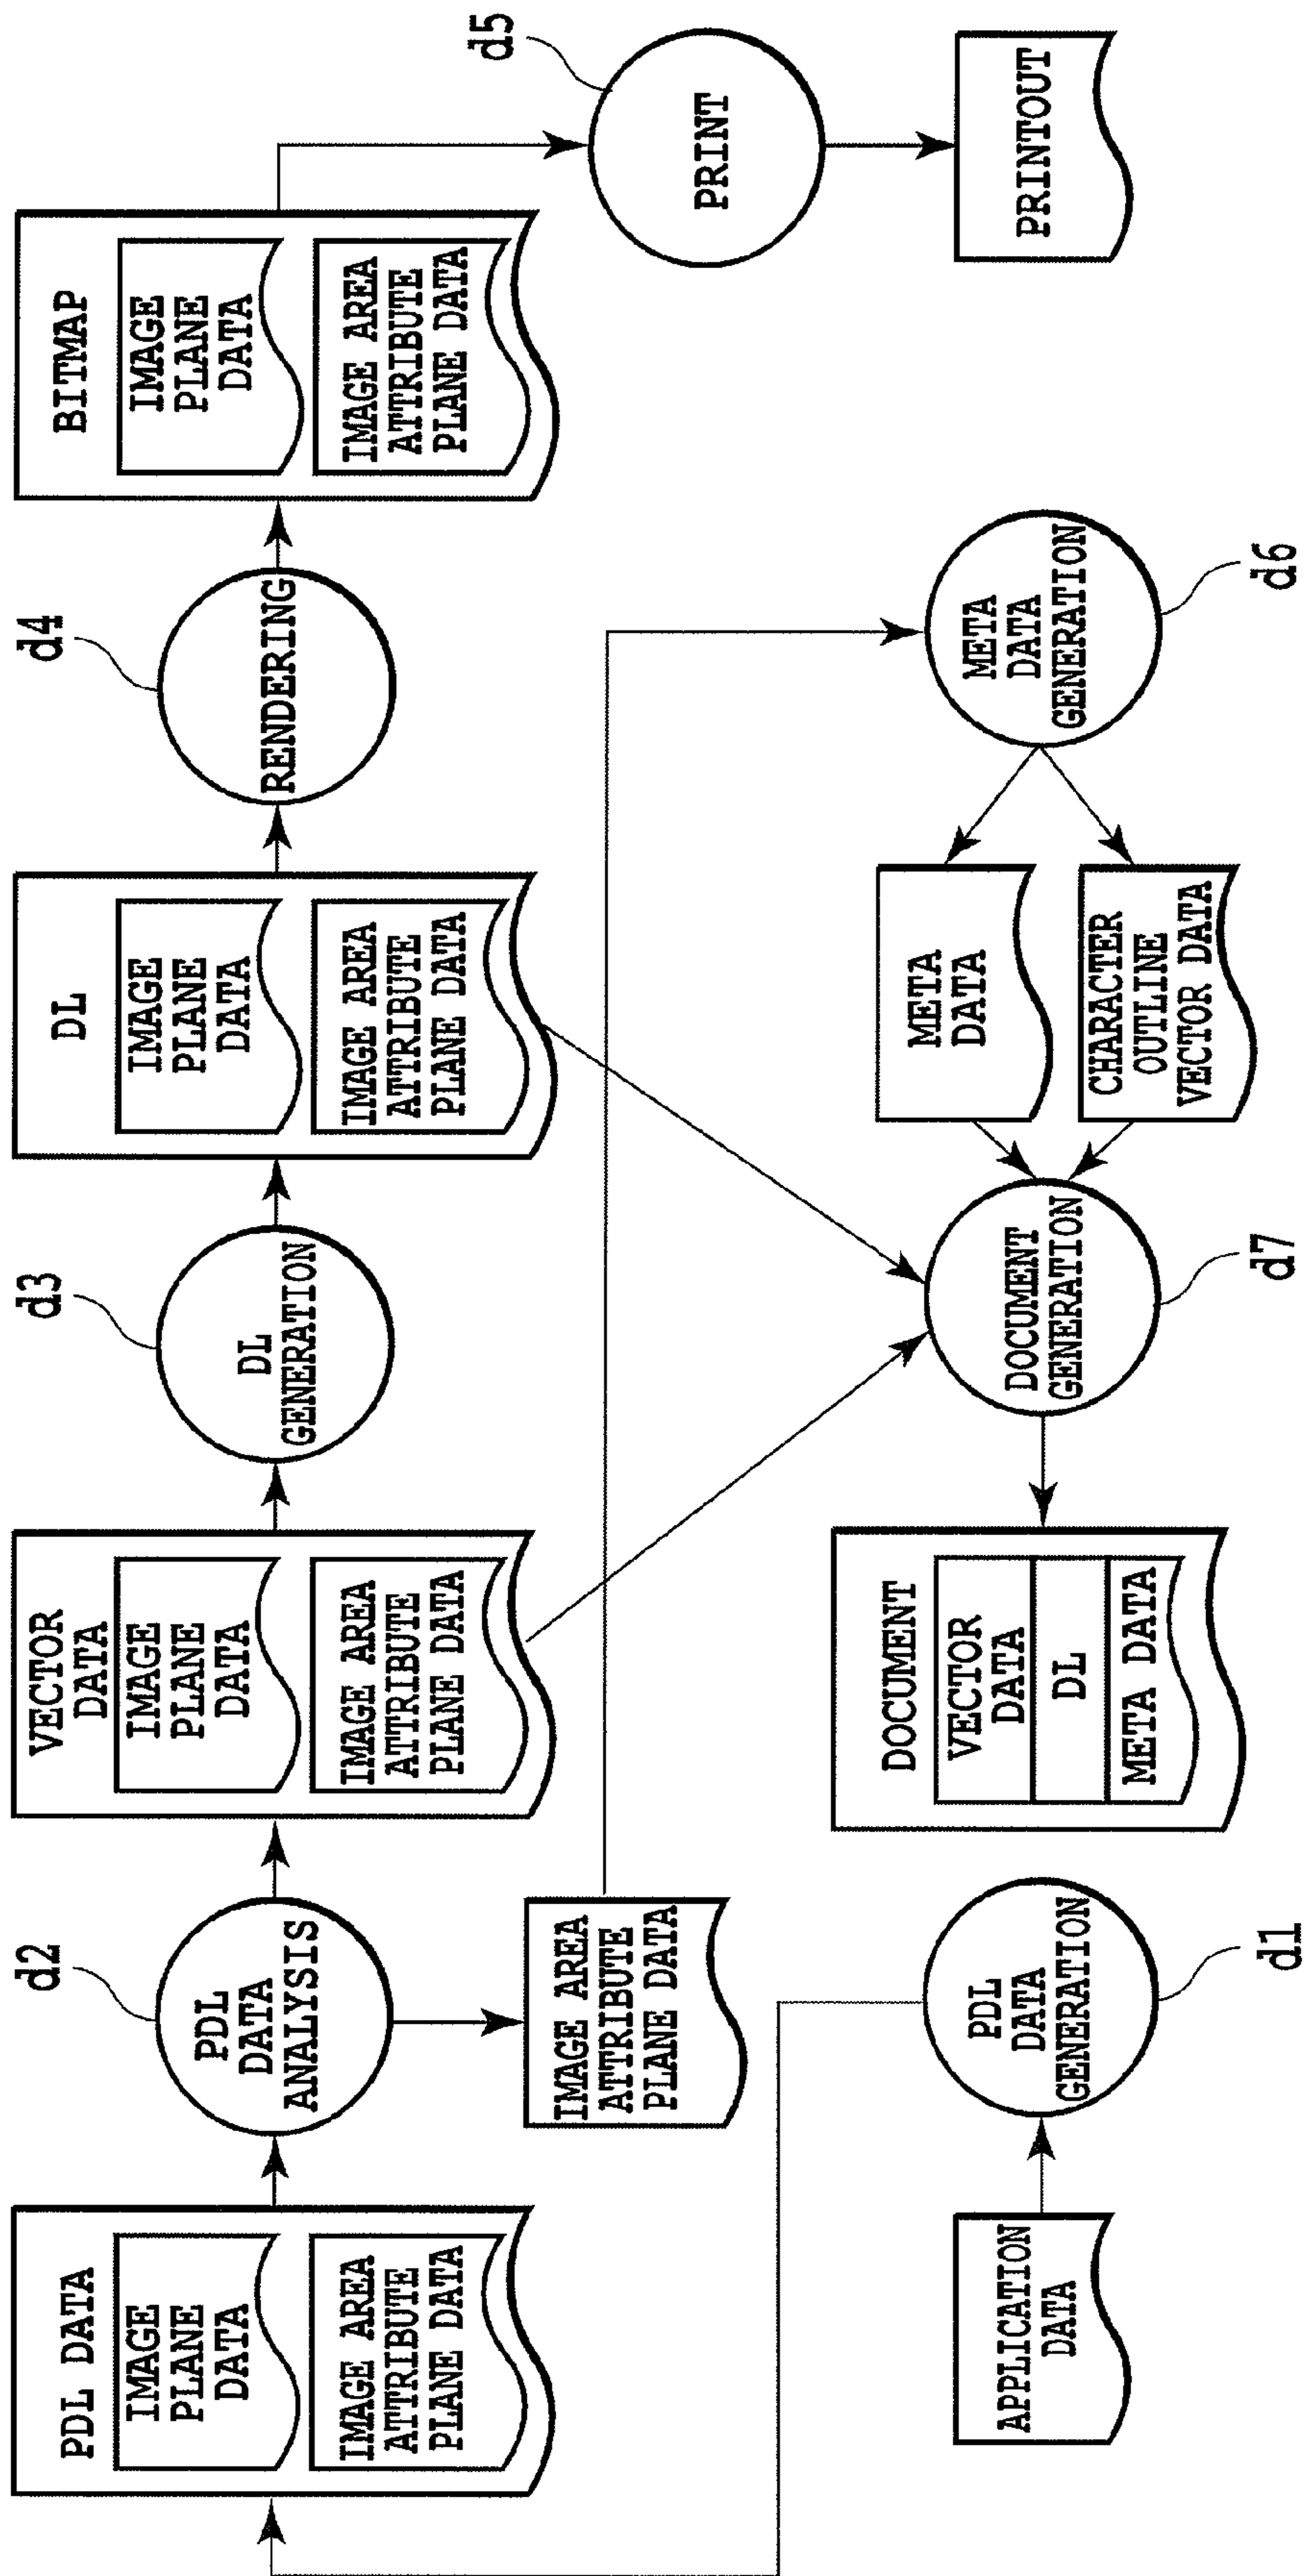 PDL DATA
IMAGE
PLANE
DATA
IMAGE AREA
ATTRIBUTE
PLANE DATA
d2
PDL
DATA
ANALYSIS
VECTOR
DATA
IMAGE
PLANE
DATA
IMAGE AREA
ATTRIBUTE
PLANE DATA
d3
DL
GENERATION
DL
IMAGE
PLANE
DATA
IMAGE AREA
ATTRIBUTE
PLANE DATA
d4
RENDERING
BITMAP
IMAGE
PLANE
DATA
IMAGE AREA
ATTRIBUTE
PLANE DATA
d5
PRINT
PRINTOUT
IMAGE AREA
ATTRIBUTE
PLANE DATA
APPLICATION
DATA
PDL
DATA
GENERATION
d1
DOCUMENT
VECTOR
DATA
DL
META DATA
DOCUMENT
GENERATION
d7
META
DATA
CHARACTER
OUTLINE
VECTOR DATA
META
DATA
GENERATION
d6